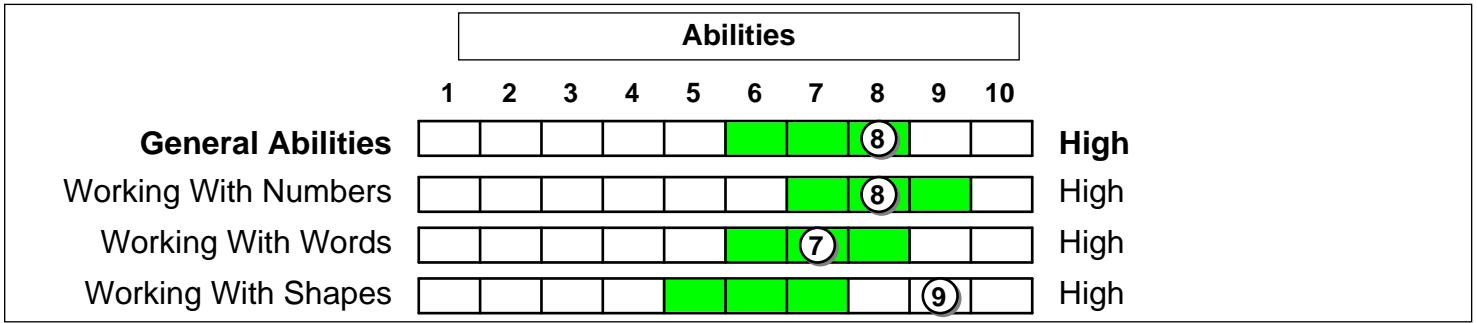 Abilities
1 2 3 4 5 6 7 8 9 10
General Abilities 8 High
Working With Numbers 8 High
Working With Words 7 High
Working With Shapes 9 High